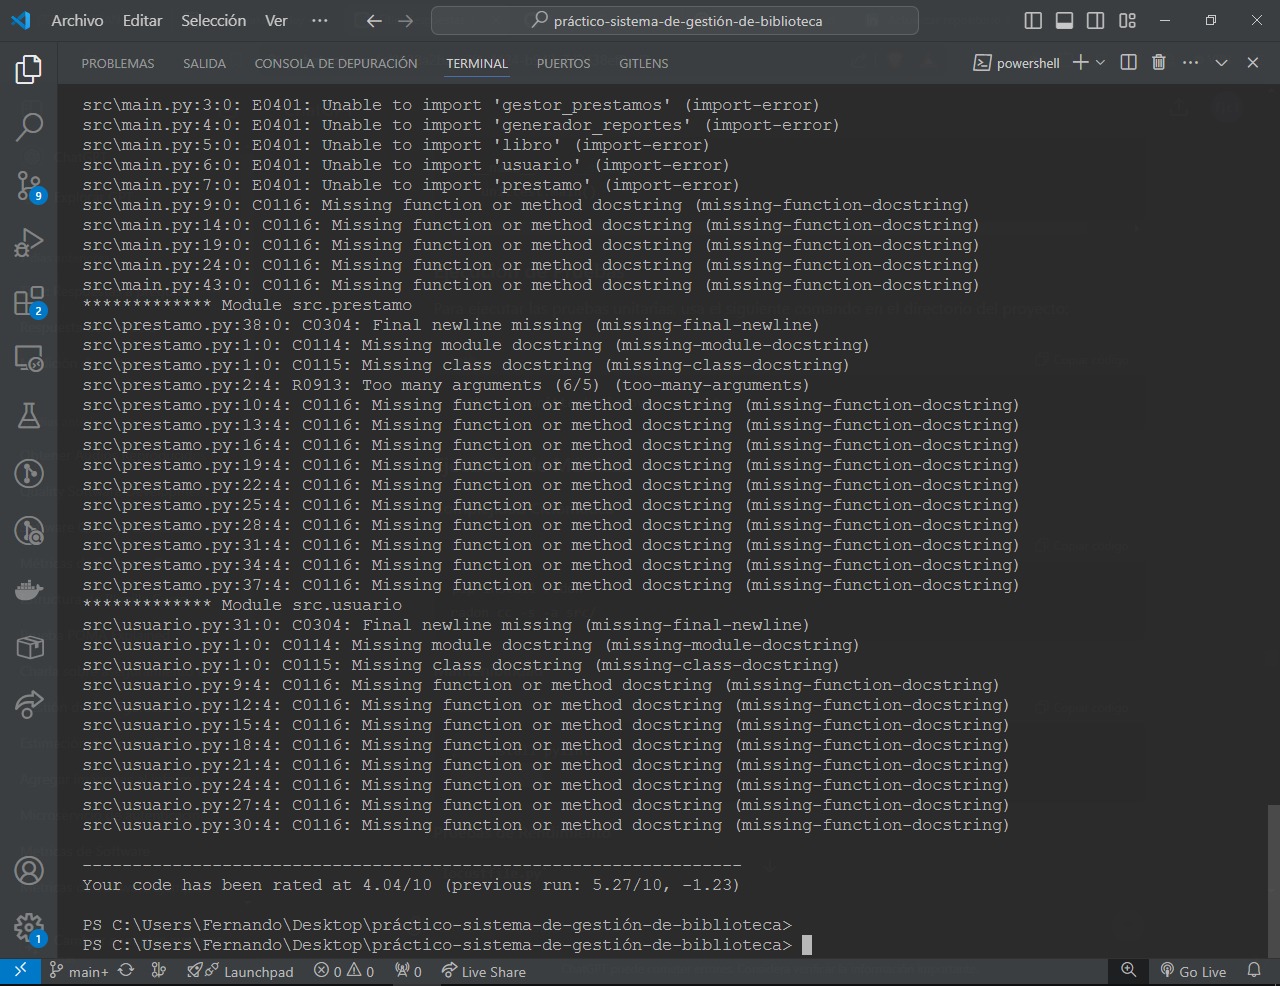 Archivo Editar Selección Ver ··· práctico-sistema-de-gestión-de-biblioteca
PROBLEMAS SALIDA CONSOLA DE DEPURACIÓN TERMINAL PUERTOS GITLENS powershell
src\main.py:3:0: E0401: Unable to import 'gestor_prestamos' (import-error)
src\main.py:4:0: E0401: Unable to import 'generador_reportes' (import-error)
src\main.py:5:0: E0401: Unable to import 'libro' (import-error)
src\main.py:6:0: E0401: Unable to import 'usuario' (import-error)
src\main.py:7:0: E0401: Unable to import 'prestamo' (import-error)
src\main.py:9:0: C0116: Missing function or method docstring (missing-function-docstring)
src\main.py:14:0: C0116: Missing function or method docstring (missing-function-docstring)
src\main.py:19:0: C0116: Missing function or method docstring (missing-function-docstring)
src\main.py:24:0: C0116: Missing function or method docstring (missing-function-docstring)
src\main.py:43:0: C0116: Missing function or method docstring (missing-function-docstring)
************* Module src.prestamo
src\prestamo.py:38:0: C0304: Final newline missing (missing-final-newline)
src\prestamo.py:1:0: C0114: Missing module docstring (missing-module-docstring)
src\prestamo.py:1:0: C0115: Missing class docstring (missing-class-docstring)
src\prestamo.py:2:4: R0913: Too many arguments (6/5) (too-many-arguments)
src\prestamo.py:10:4: C0116: Missing function or method docstring (missing-function-docstring)
src\prestamo.py:13:4: C0116: Missing function or method docstring (missing-function-docstring)
src\prestamo.py:16:4: C0116: Missing function or method docstring (missing-function-docstring)
src\prestamo.py:19:4: C0116: Missing function or method docstring (missing-function-docstring)
src\prestamo.py:22:4: C0116: Missing function or method docstring (missing-function-docstring)
src\prestamo.py:25:4: C0116: Missing function or method docstring (missing-function-docstring)
src\prestamo.py:28:4: C0116: Missing function or method docstring (missing-function-docstring)
src\prestamo.py:31:4: C0116: Missing function or method docstring (missing-function-docstring)
src\prestamo.py:34:4: C0116: Missing function or method docstring (missing-function-docstring)
src\prestamo.py:37:4: C0116: Missing function or method docstring (missing-function-docstring)
************* Module src.usuario
src\usuario.py:31:0: C0304: Final newline missing (missing-final-newline)
src\usuario.py:1:0: C0114: Missing module docstring (missing-module-docstring)
src\usuario.py:1:0: C0115: Missing class docstring (missing-class-docstring)
src\usuario.py:9:4: C0116: Missing function or method docstring (missing-function-docstring)
src\usuario.py:12:4: C0116: Missing function or method docstring (missing-function-docstring)
src\usuario.py:15:4: C0116: Missing function or method docstring (missing-function-docstring)
src\usuario.py:18:4: C0116: Missing function or method docstring (missing-function-docstring)
src\usuario.py:21:4: C0116: Missing function or method docstring (missing-function-docstring)
src\usuario.py:24:4: C0116: Missing function or method docstring (missing-function-docstring)
src\usuario.py:27:4: C0116: Missing function or method docstring (missing-function-docstring)
src\usuario.py:30:4: C0116: Missing function or method docstring (missing-function-docstring)
-----------------------------------------------------------------
Your code has been rated at 4.04/10 (previous run: 5.27/10, -1.23)
PS C:\Users\Fernando\Desktop\práctico-sistema-de-gestión-de-biblioteca>
PS C:\Users\Fernando\Desktop\práctico-sistema-de-gestión-de-biblioteca>
9
2
1
main+ Launchpad 0 0 0 Live Share Go Live